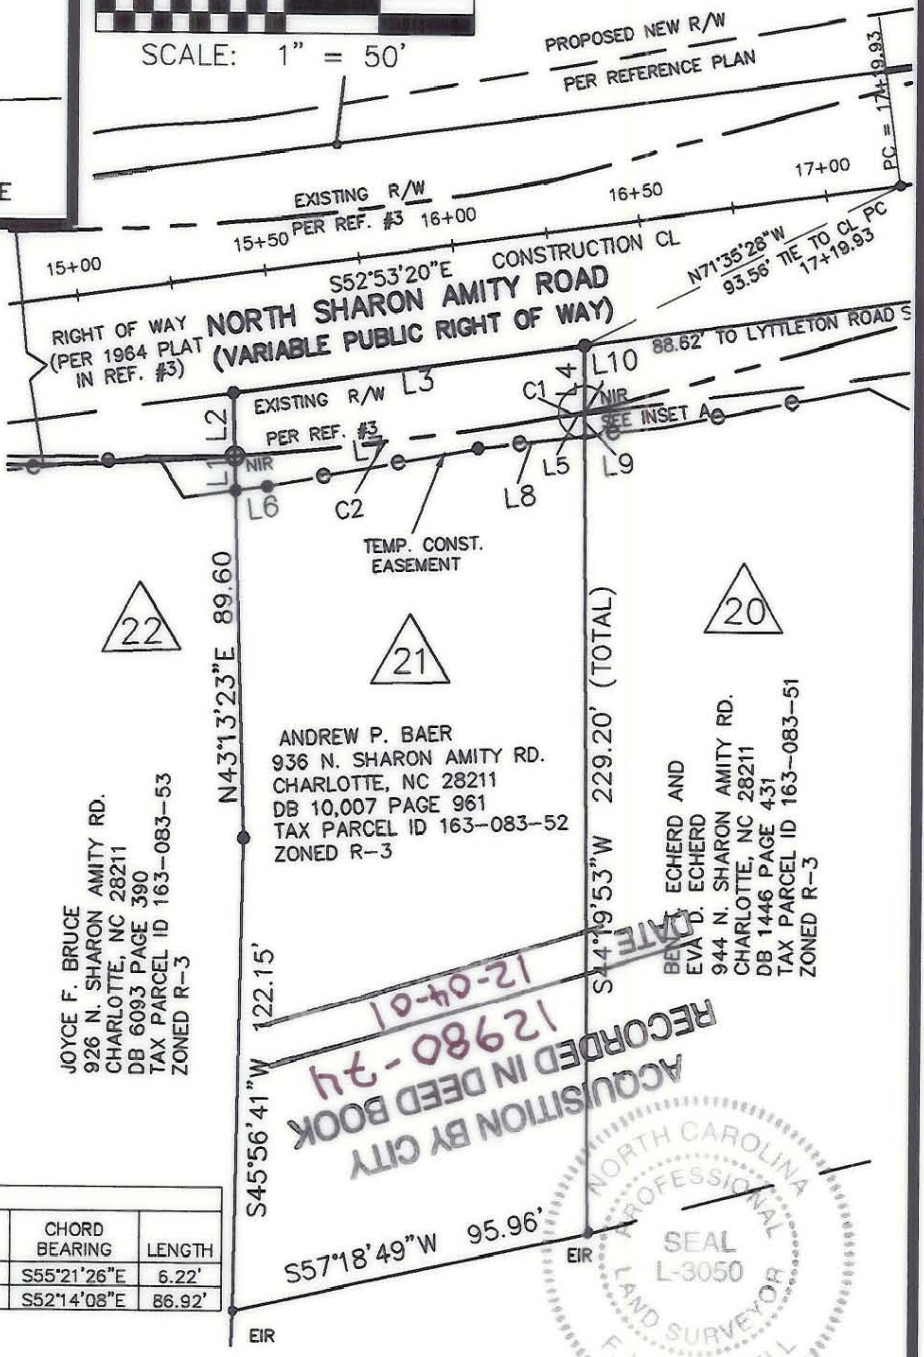 SCALE: 1" = 50'
E
PROPOSED NEW R/W
PER REFERENCE PLAN
PC = 17+19.93
EXISTING R/W
PER REF. #3
15+00
15+50
16+00
16+50
17+00
S52°53'20"E
CONSTRUCTION CL
N71°35'28"W
93.56' TIE TO CL PC
17+19.93
RIGHT OF WAY
(PER 1964 PLAT
IN REF. #3)
NORTH SHARON AMITY ROAD
(VARIABLE PUBLIC RIGHT OF WAY)
88.62' TO LYTTLETON ROAD S
L10
L4
L3
L2
EXISTING R/W
PER REF. #3
C1
NIR
SEE INSET A
L7
L1
NIR
L5
L9
L6
C2
L8
TEMP. CONST.
EASEMENT
22
21
20
N43°13'23"E 89.60
S44°19'53"W 229.20' (TOTAL)
ANDREW P. BAER
936 N. SHARON AMITY RD.
CHARLOTTE, NC 28211
DB 10,007 PAGE 961
TAX PARCEL ID 163-083-52
ZONED R-3
JOYCE F. BRUCE
926 N. SHARON AMITY RD.
CHARLOTTE, NC 28211
DB 6093 PAGE 390
TAX PARCEL ID 163-083-53
ZONED R-3
ECHERD AND
EVA D. ECHERD
944 N. SHARON AMITY RD.
CHARLOTTE, NC 28211
DB 1446 PAGE 431
TAX PARCEL ID 163-083-51
ZONED R-3
S45°56'41"W 122.15'
ACQUISITION BY CITY
RECORDED IN DEED BOOK
12980-74
12-04-01
DATE
S57°18'49"W 95.96'
EIR
EIR
CHORD BEARING LENGTH
S55°21'26"E 6.22'
S52°14'08"E 86.92'
NORTH CAROLINA
PROFESSIONAL
SEAL
L-3050
LAND SURVEYOR